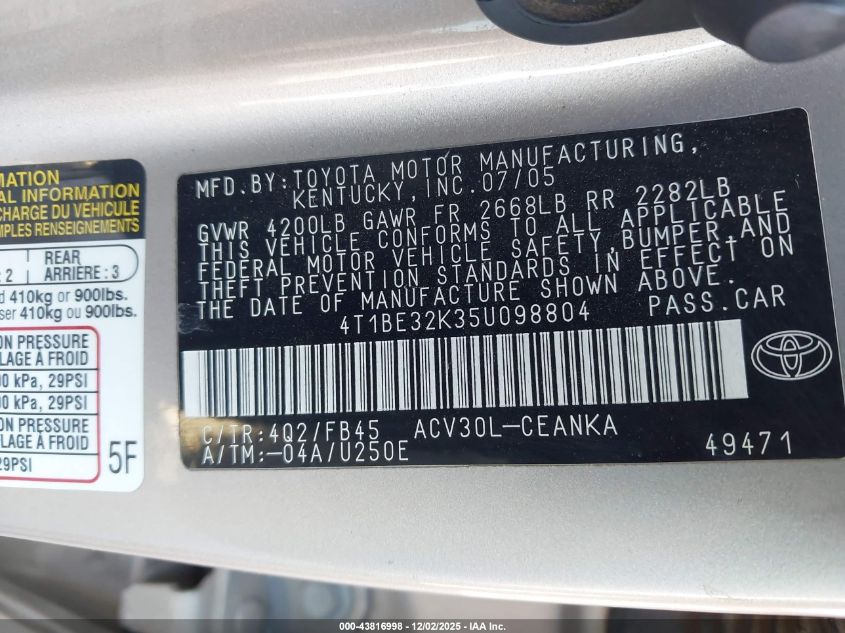 MATION
AL INFORMATION
CHARGE DU VÉHICULE
MPLES RENSEIGNEMENTS
: 2
REAR
ARRIÈRE : 3
d 410kg or 900lbs.
ser 410kg ou 900lbs.
ON PRESSURE
LAGE À FROID
00 kPa, 29PSI
00 kPa, 29PSI
ON PRESSURE
LAGE À FROID
29PSI
5F
MFD. BY: TOYOTA MOTOR MANUFACTURING,
KENTUCKY, INC. 07/05
GVWR 4200LB GAWR FR 2668LB RR 2282LB
THIS VEHICLE CONFORMS TO ALL APPLICABLE
FEDERAL MOTOR VEHICLE SAFETY, BUMPER, AND
THEFT PREVENTION STANDARDS IN EFFECT ON
THE DATE OF MANUFACTURE SHOWN ABOVE.
4T1BE32K35U098804 PASS.CAR
C/TR: 4Q2/FB45 ACV30L-CEANKA
A/TM: -04A/U250E 49471
000-43816998 - 12/02/2025 - IAA Inc.